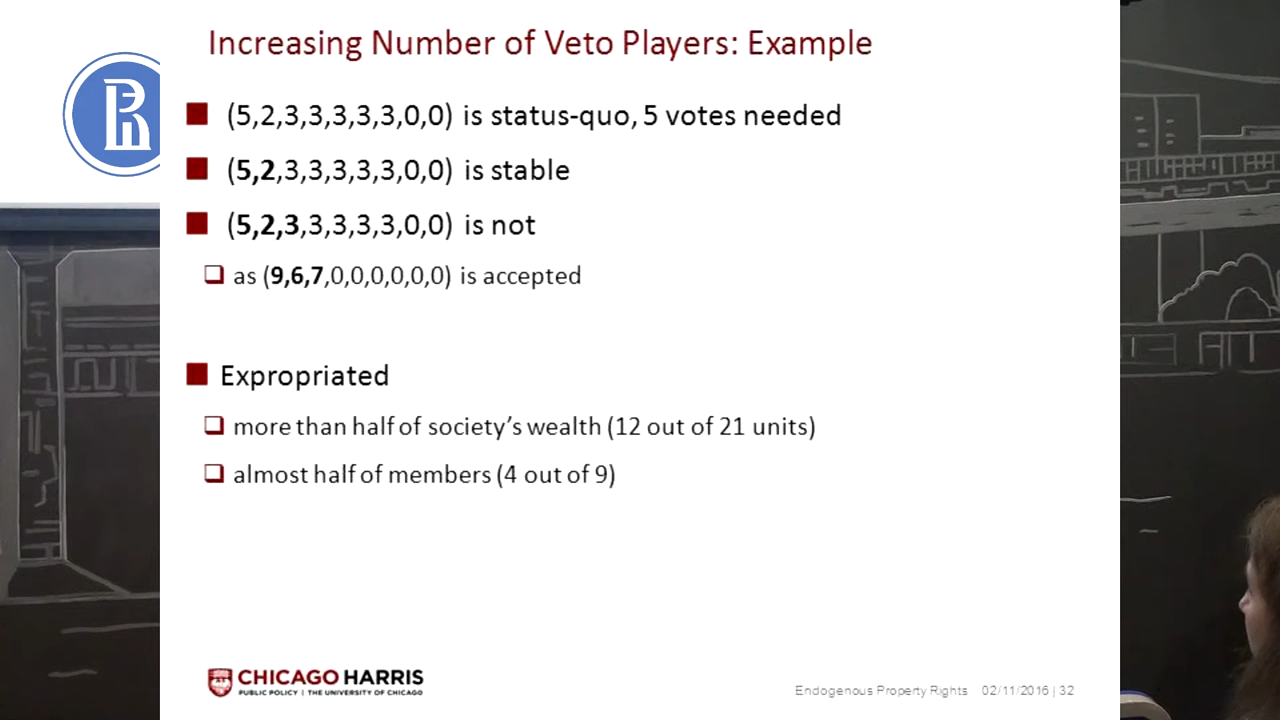 Increasing Number of Veto Players: Example
(5,2,3,3,3,3,3,0,0) is status-quo, 5 votes needed
(5,2,3,3,3,3,3,0,0) is stable
(5,2,3,3,3,3,3,0,0) is not
as (9,6,7,0,0,0,0,0,0) is accepted
Expropriated
more than half of society’s wealth (12 out of 21 units)
almost half of members (4 out of 9)
CHICAGO HARRIS
PUBLIC POLICY | THE UNIVERSITY OF CHICAGO
Endogenous Property Rights 02/11/2016 | 32